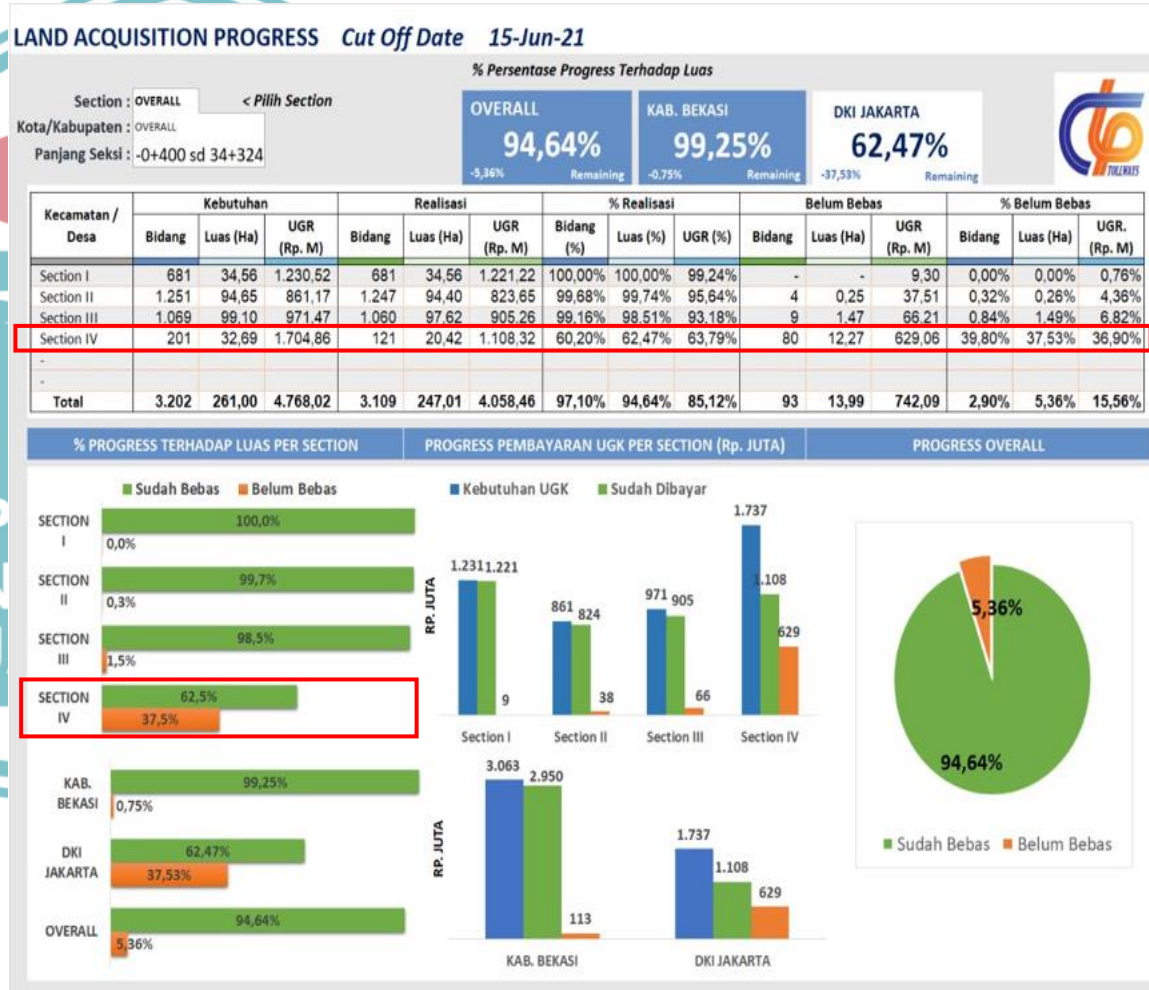 LAND ACQUISITION PROGRESS Cut Off Date 15-Jun-21
% Persentase Progress Terhadap Luas
Section : OVERALL < Pilih Section
Kota/Kabupaten : OVERALL
Panjang Seksi : -0+400 sd 34+324
OVERALL
94,64%
-5,36% Remaining
KAB. BEKASI
99,25%
-0,75% Remaining
DKI JAKARTA
62,47%
-37,53% Remaining
TOLLWAYS
Kecamatan / Desa Kebutuhan Realisasi % Realisasi Belum Bebas % Belum Bebas
Bidang Luas (Ha) UGR (Rp. M) Bidang Luas (Ha) UGR (Rp. M) Bidang (%) Luas (%) UGR (%) Bidang Luas (Ha) UGR (Rp. M) Bidang Luas (Ha) UGR. (Rp. M)
Section I 681 34,56 1.230,52 681 34,56 1.221,22 100,00% 100,00% 99,24% - - 9,30 0,00% 0,00% 0,76%
Section II 1.251 94,65 861,17 1.247 94,40 823,65 99,68% 99,74% 95,64% 4 0,25 37,51 0,32% 0,26% 4,36%
Section III 1.069 99,10 971,47 1.060 97,62 905,26 99,16% 98,51% 93,18% 9 1,47 66,21 0,84% 1,49% 6,82%
Section IV 201 32,69 1.704,86 121 20,42 1.108,32 60,20% 62,47% 63,79% 80 12,27 629,06 39,80% 37,53% 36,90%
-
-
Total 3.202 261,00 4.768,02 3.109 247,01 4.058,46 97,10% 94,64% 85,12% 93 13,99 742,09 2,90% 5,36% 15,56%
% PROGRESS TERHADAP LUAS PER SECTION
Sudah Bebas Belum Bebas
SECTION I 100,0%
0,0%
SECTION II 99,7%
0,3%
SECTION III 98,5%
1,5%
SECTION IV 62,5%
37,5%
KAB. BEKASI 99,25%
0,75%
DKI JAKARTA 62,47%
37,53%
OVERALL 94,64%
5,36%
PROGRESS PEMBAYARAN UGK PER SECTION (Rp. JUTA)
Kebutuhan UGK Sudah Dibayar
RP. JUTA
1.231 1.221 9
861 824 38
971 905 66
1.737 1.108 629
Section I Section II Section III Section IV
RP. JUTA
3.063 2.950 113
1.737 1.108 629
KAB. BEKASI DKI JAKARTA
PROGRESS OVERALL
5,36%
94,64%
Sudah Bebas Belum Bebas